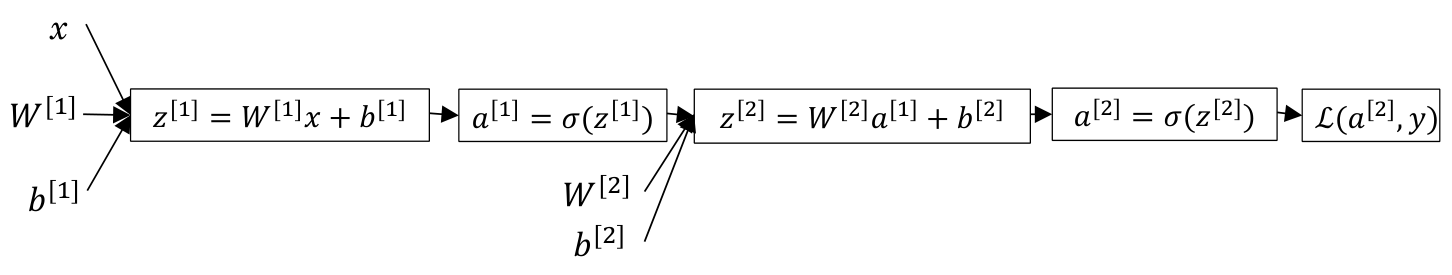 x
W^[1]
z^[1] = W^[1]x + b^[1]
a^[1] = σ(z^[1])
z^[2] = W^[2]a^[1] + b^[2]
a^[2] = σ(z^[2])
ℒ(a^[2], y)
b^[1]
W^[2]
b^[2]